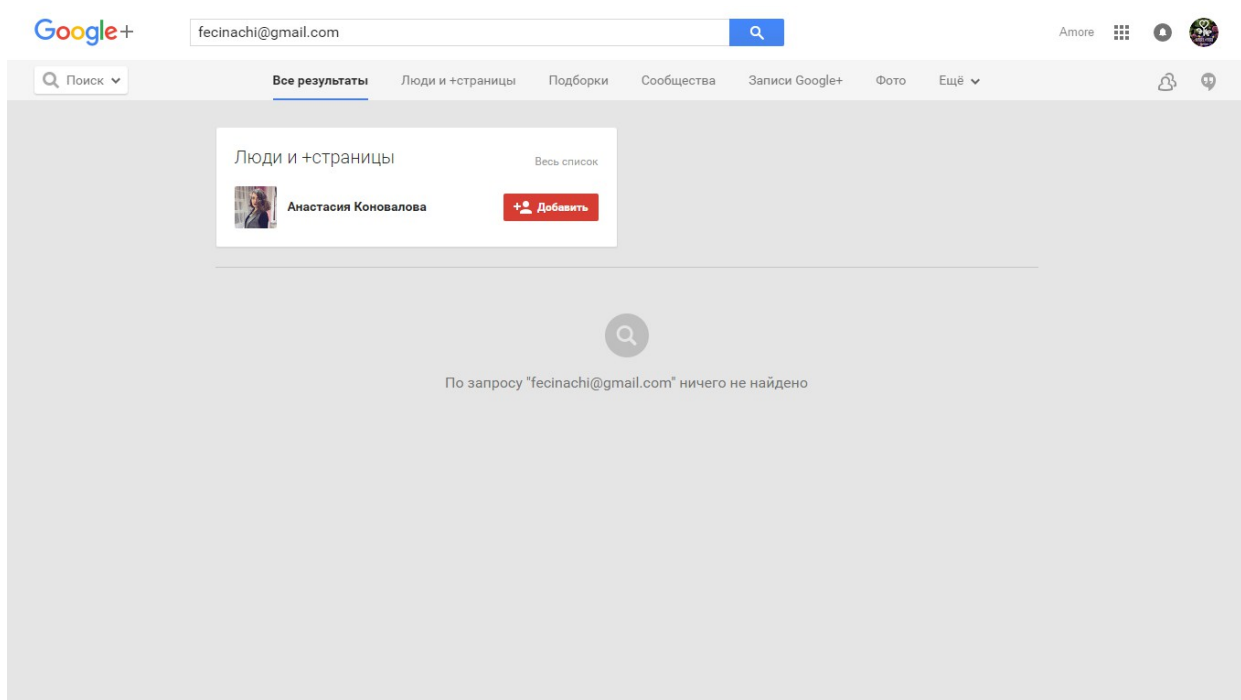 Google+ fecinachi@gmail.com Amore
Поиск Все результаты Люди и +страницы Подборки Сообщества Записи Google+ Фото Ещё
Люди и +страницы Весь список
Анастасия Коновалова Добавить
По запросу "fecinachi@gmail.com" ничего не найдено